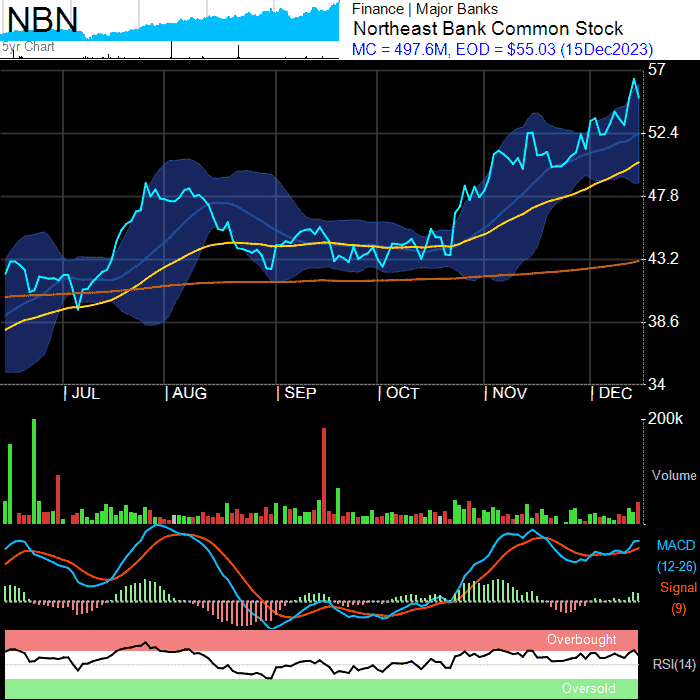 NBN
5yr Chart
Finance | Major Banks
Northeast Bank Common Stock
MC = 497.6M, EOD = $55.03 (15Dec2023)
57
52.4
47.8
43.2
38.6
34
JUL AUG SEP OCT NOV DEC
200k
Volume
MACD
(12-26)
Signal
(9)
Overbought
RSI(14)
Oversold